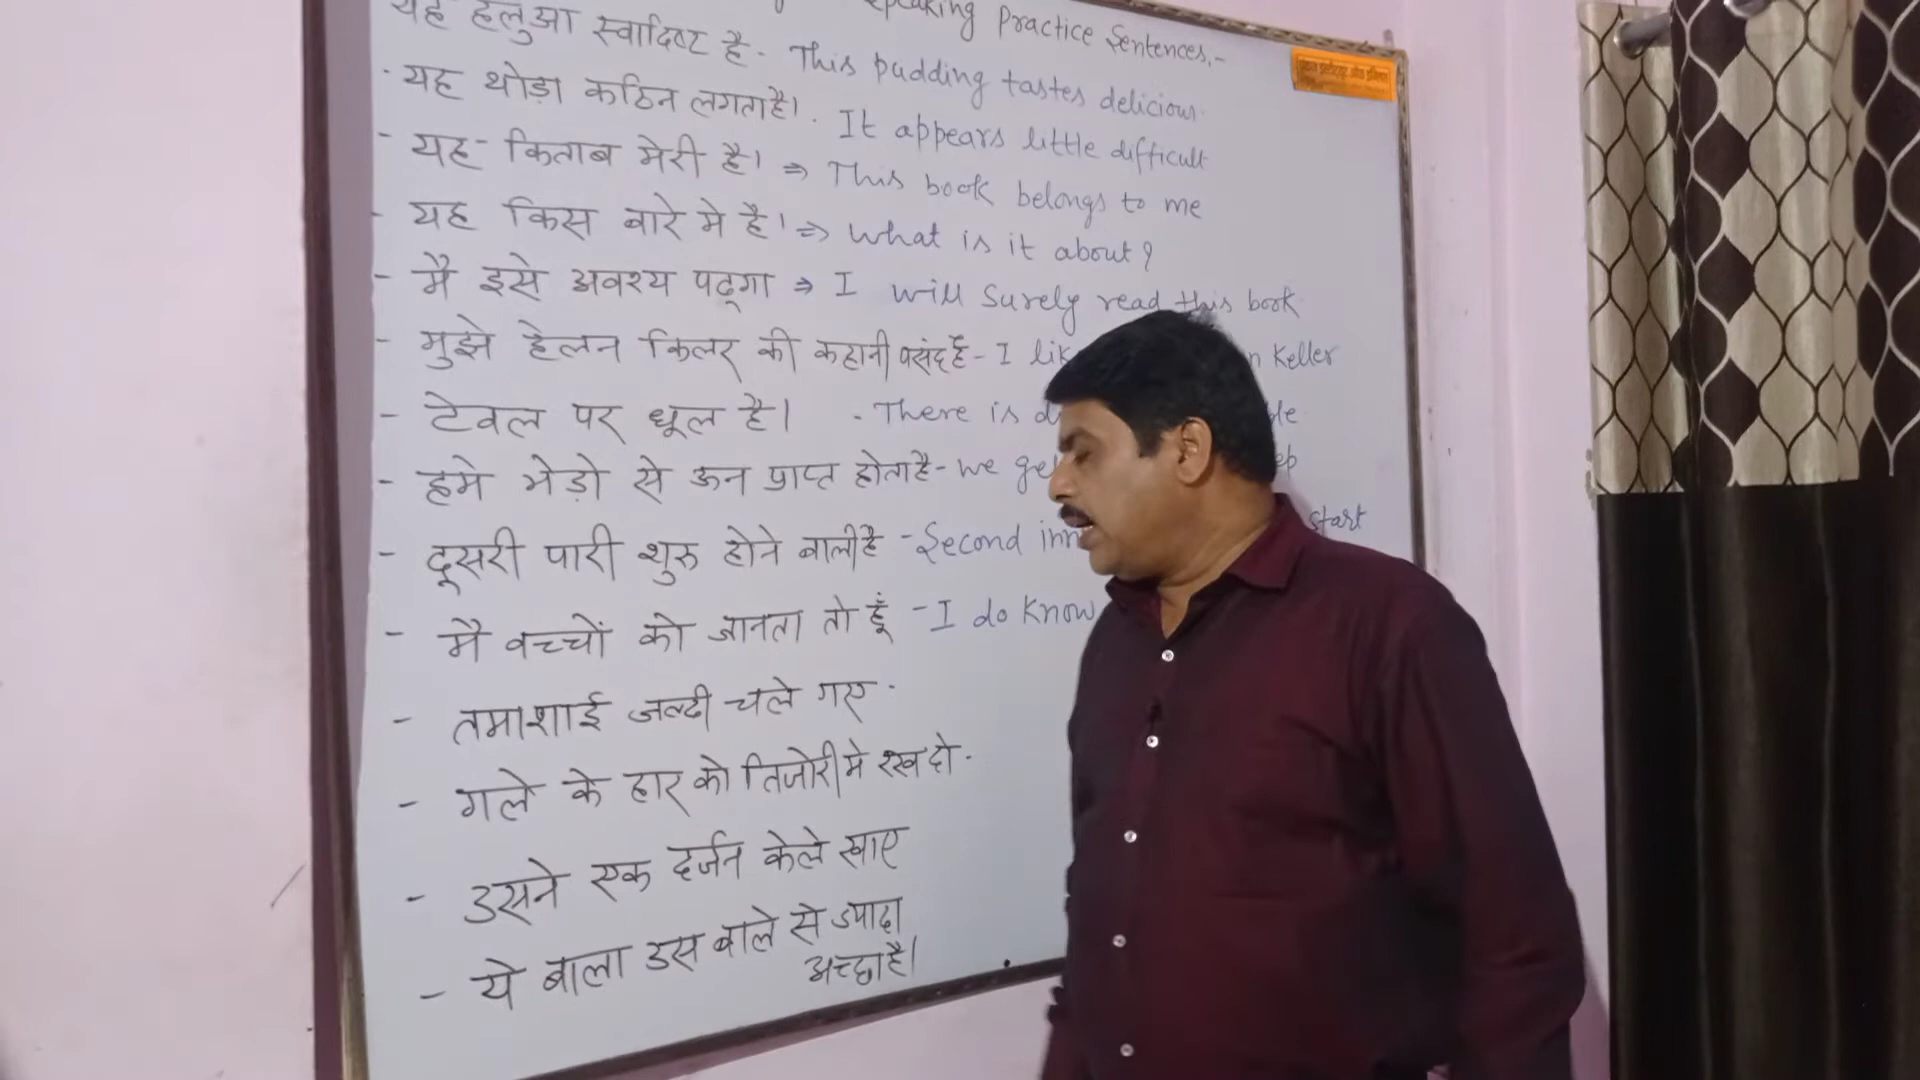 Speaking Practice Sentences.-
यह हलुआ स्वादिष्ट है - This pudding tastes delicious.
· यह थोड़ा कठिन लगता है। . It appears little difficult
- यह किताब मेरी है। ⇒ This book belongs to me
- यह किस बारे मे है। ⇒ What is it about?
- मै इसे अवश्य पढ़ूगा ⇒ I will Surely read this book
- मुझे हेलन किलर की कहानी पसंद है - I Keller
- टेबल पर धूल है। - There is
- हमे भेड़ो से ऊन प्राप्त होता है - we
- दूसरी पारी शुरु होने वाली है - Second start
- मै बच्चों को जानता तो हूँ - I do know
- तमाशाई जल्दी चले गए .
- गले के हार को तिजोरी मे रख दो .
- उसने एक दर्जन केले खाए
- ये वाला उस वाले से ज्यादा
अच्छा है।